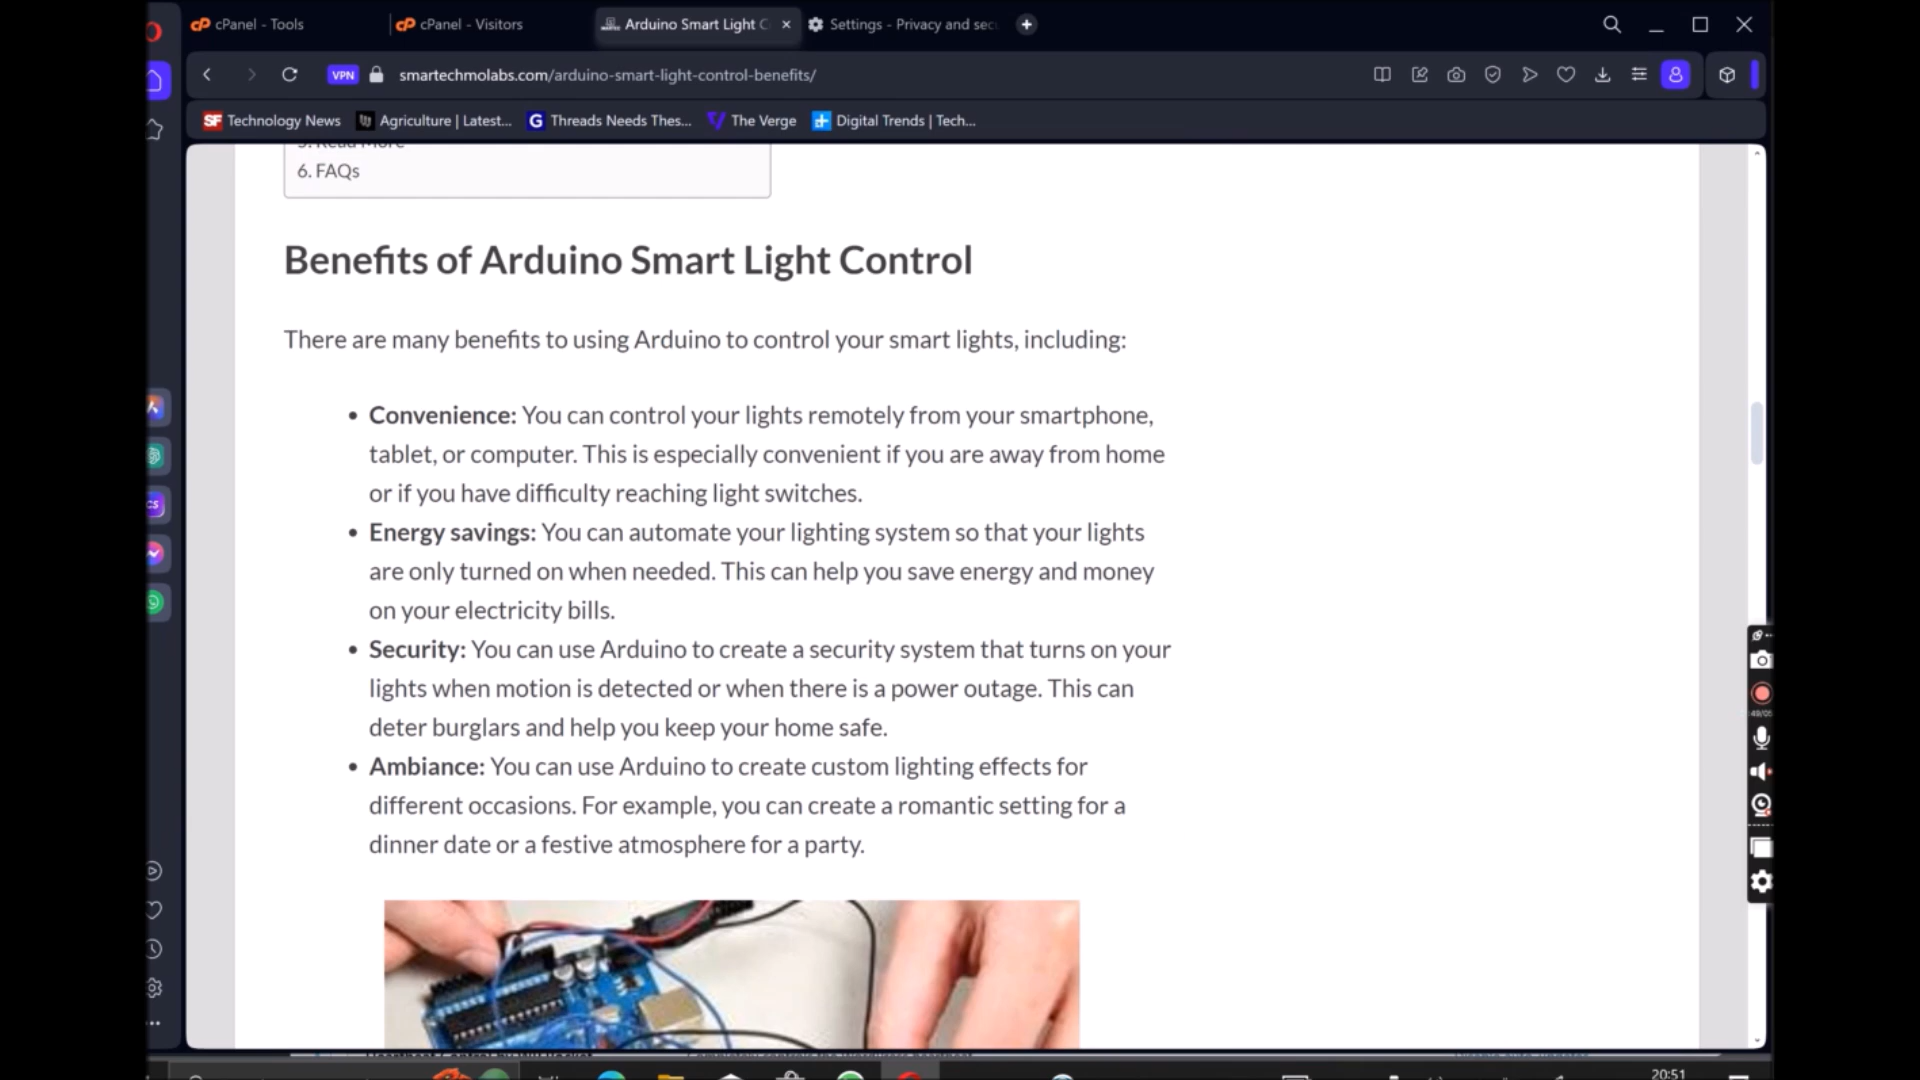 cPanel - Tools
cPanel - Visitors
Arduino Smart Light C
Settings - Privacy and sec
VPN
smartechmolabs.com/arduino-smart-light-control-benefits/
SF Technology News
Agriculture | Latest...
G Threads Needs Thes...
The Verge
Digital Trends | Tech...
5. Read More
6. FAQs
Benefits of Arduino Smart Light Control
There are many benefits to using Arduino to control your smart lights, including:
• Convenience: You can control your lights remotely from your smartphone,
tablet, or computer. This is especially convenient if you are away from home
or if you have difficulty reaching light switches.
• Energy savings: You can automate your lighting system so that your lights
are only turned on when needed. This can help you save energy and money
on your electricity bills.
• Security: You can use Arduino to create a security system that turns on your
lights when motion is detected or when there is a power outage. This can
deter burglars and help you keep your home safe.
• Ambiance: You can use Arduino to create custom lighting effects for
different occasions. For example, you can create a romantic setting for a
dinner date or a festive atmosphere for a party.
CS
20:51